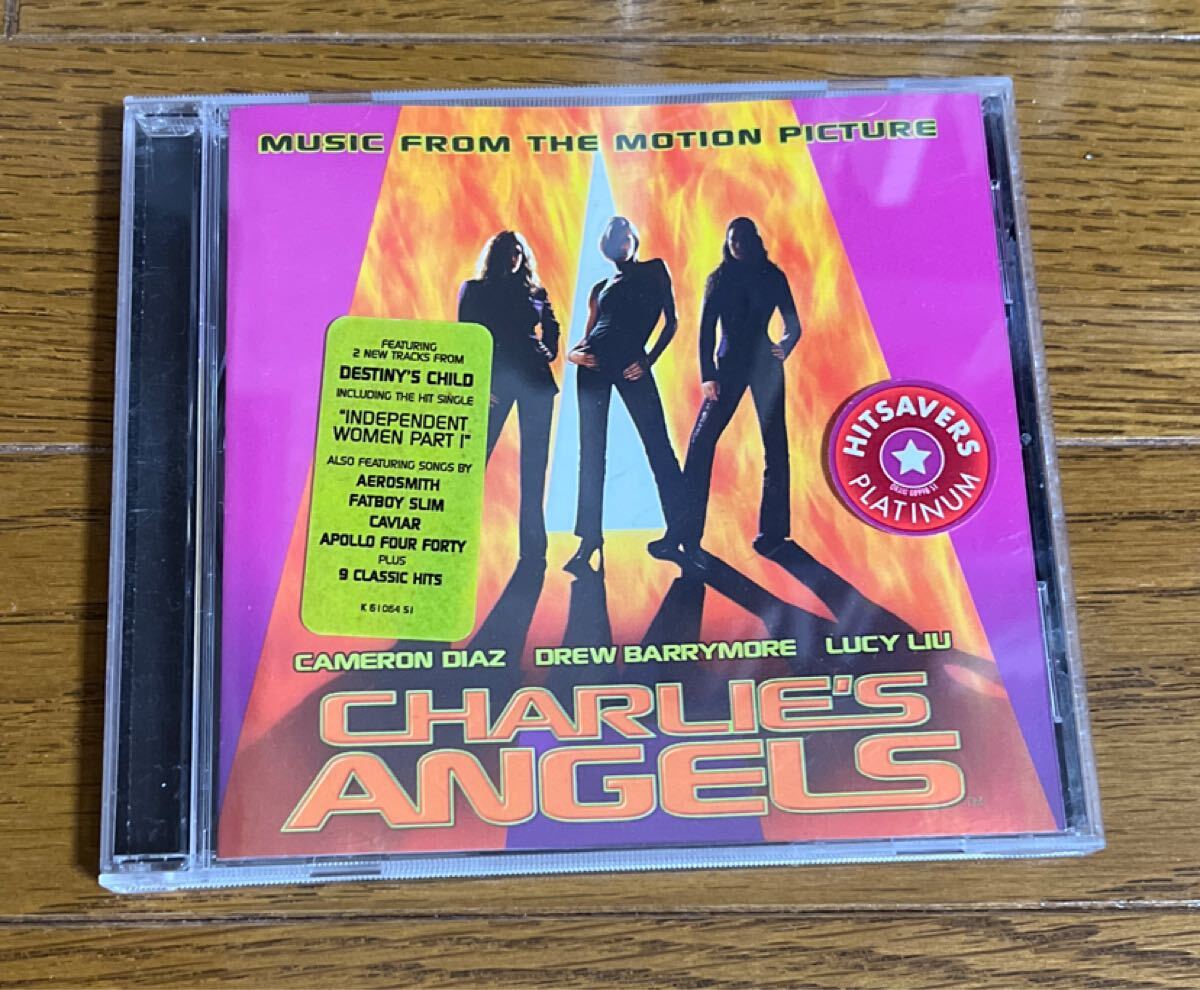 MUSIC FROM THE MOTION PICTURE
FEATURING
2 NEW TRACKS FROM
DESTINY'S CHILD
INCLUDING THE HIT SINGLE
"INDEPENDENT
WOMEN PART I"
ALSO FEATURING SONGS BY
AEROSMITH
FATBOY SLIM
CAVIAR
APOLLO FOUR FORTY
PLUS
9 CLASSIC HITS
K 61064 S1
HITSAVERS
PLATINUM
CAMERON DIAZ DREW BARRYMORE LUCY LIU
CHARLIE'S
ANGELS TM